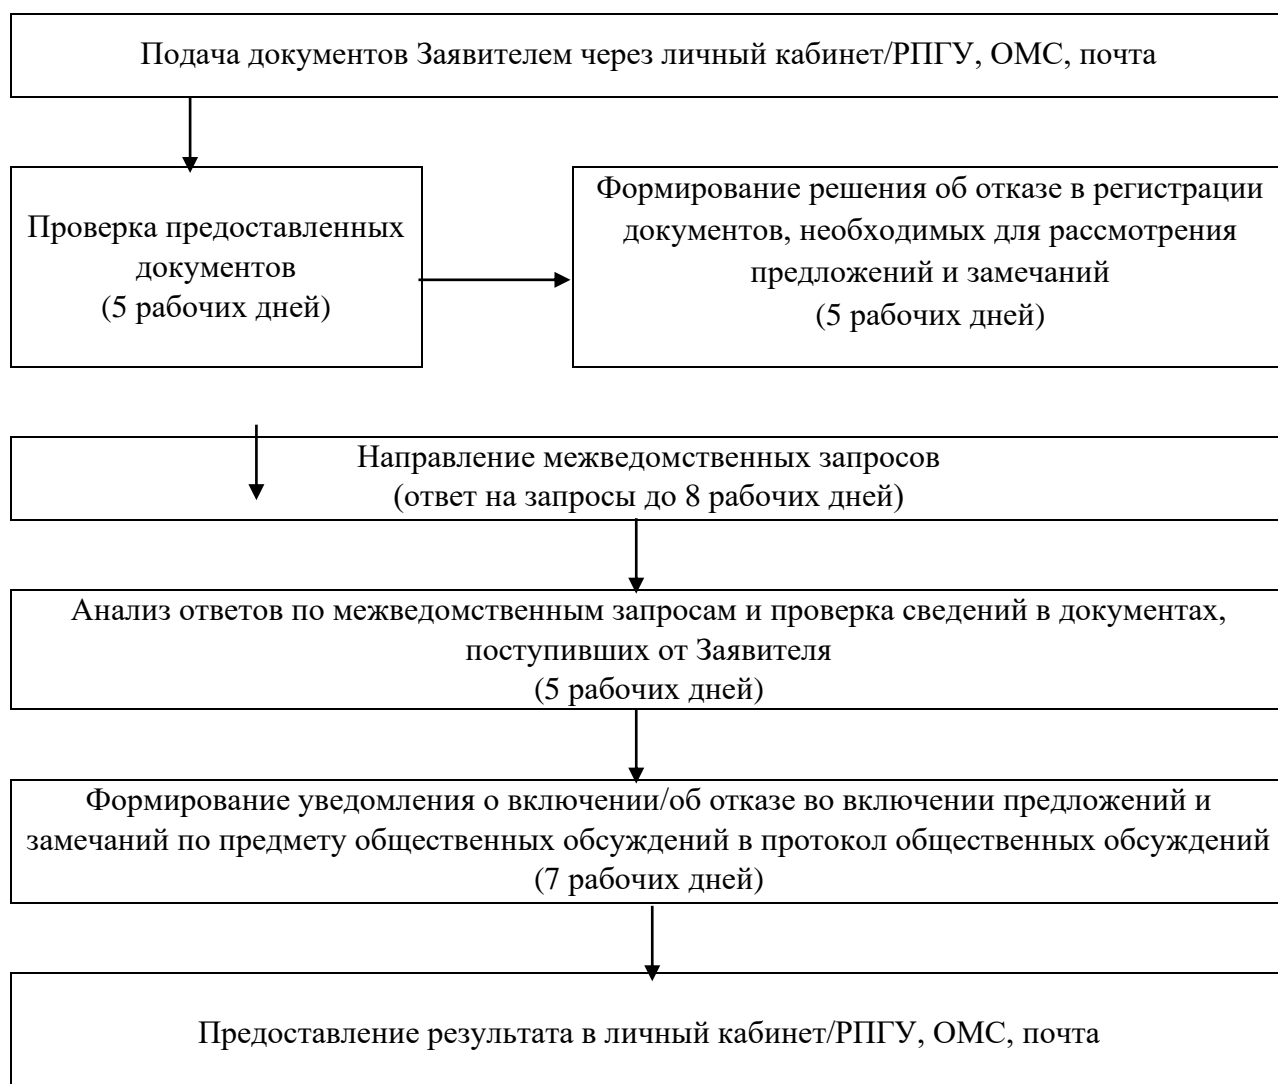 Подача документов Заявителем через личный кабинет/РПГУ, ОМС, почта
Проверка предоставленных
документов
(5 рабочих дней)
Формирование решения об отказе в регистрации
документов, необходимых для рассмотрения
предложений и замечаний
(5 рабочих дней)
Направление межведомственных запросов
(ответ на запросы до 8 рабочих дней)
Анализ ответов по межведомственным запросам и проверка сведений в документах,
поступивших от Заявителя
(5 рабочих дней)
Формирование уведомления о включении/об отказе во включении предложений и
замечаний по предмету общественных обсуждений в протокол общественных обсуждений
(7 рабочих дней)
Предоставление результата в личный кабинет/РПГУ, ОМС, почта